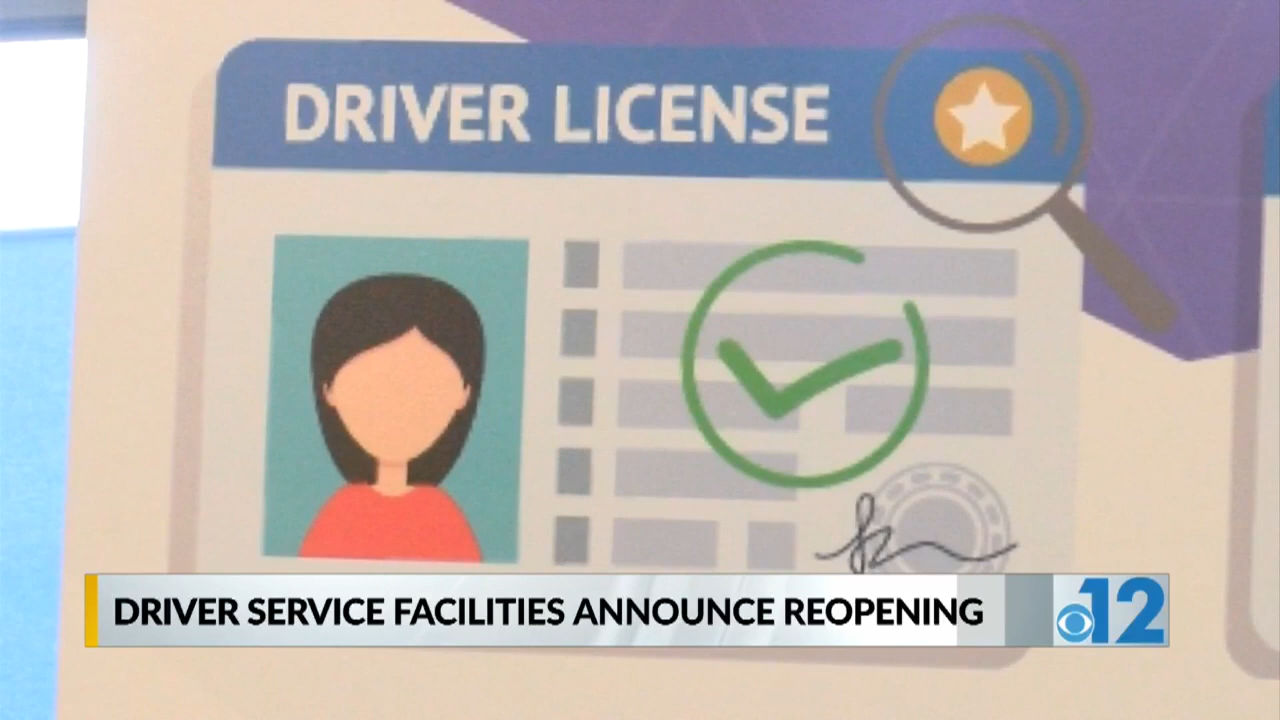 DRIVER LICENSE
DRIVER SERVICE FACILITIES ANNOUNCE REOPENING
12